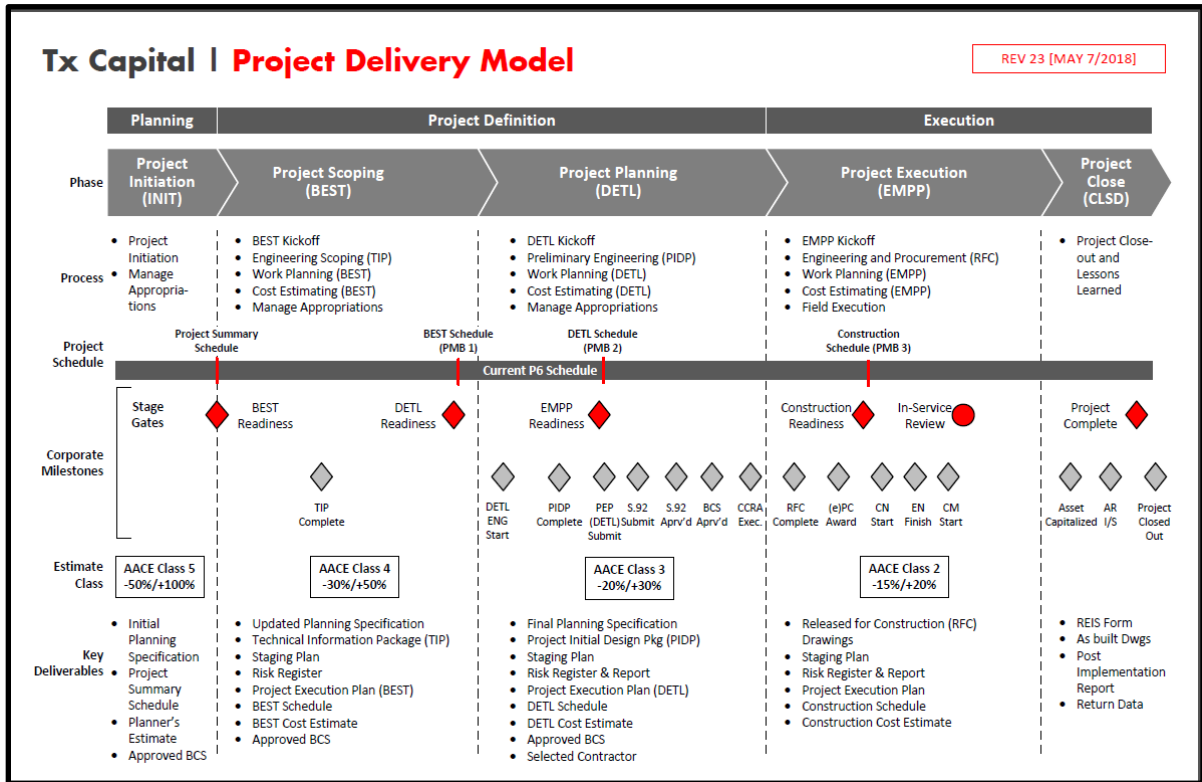 Tx Capital | Project Delivery Model
REV 23 [MAY 7/2018]
Planning
Project Definition
Execution
Phase
Project
Initiation
(INIT)
Project Scoping
(BEST)
Project Planning
(DETL)
Project Execution
(EMPP)
Project
Close
(CLSD)
Process
• Project
Initiation
• Manage
Appropria-
tions
• BEST Kickoff
• Engineering Scoping (TIP)
• Work Planning (BEST)
• Cost Estimating (BEST)
• Manage Appropriations
• DETL Kickoff
• Preliminary Engineering (PIDP)
• Work Planning (DETL)
• Cost Estimating (DETL)
• Manage Appropriations
• EMPP Kickoff
• Engineering and Procurement (RFC)
• Work Planning (EMPP)
• Cost Estimating (EMPP)
• Field Execution
• Project Close-
out and
Lessons
Learned
Project
Schedule
Project Summary
Schedule
BEST Schedule
(PMB 1)
DETL Schedule
(PMB 2)
Construction
Schedule (PMB 3)
Current P6 Schedule
Corporate
Milestones
Stage
Gates
BEST
Readiness
DETL
Readiness
EMPP
Readiness
Construction
Readiness
In-Service
Review
Project
Complete
TIP
Complete
DETL
ENG
Start
PIDP
Complete
PEP
(DETL)
Submit
S.92
Submit
S.92
Aprv'd
BCS
Aprv'd
CCRA
Exec.
RFC
Complete
(e)PC
Award
CN
Start
EN
Finish
CM
Start
Asset
Capitalized
AR
I/S
Project
Closed
Out
Estimate
Class
AACE Class 5
-50%/+100%
AACE Class 4
-30%/+50%
AACE Class 3
-20%/+30%
AACE Class 2
-15%/+20%
Key
Deliverables
• Initial
Planning
Specification
• Project
Summary
Schedule
• Planner's
Estimate
• Approved BCS
• Updated Planning Specification
• Technical Information Package (TIP)
• Staging Plan
• Risk Register
• Project Execution Plan (BEST)
• BEST Schedule
• BEST Cost Estimate
• Approved BCS
• Final Planning Specification
• Project Initial Design Pkg (PIDP)
• Staging Plan
• Risk Register & Report
• Project Execution Plan (DETL)
• DETL Schedule
• DETL Cost Estimate
• Approved BCS
• Selected Contractor
• Released for Construction (RFC)
Drawings
• Staging Plan
• Risk Register & Report
• Project Execution Plan
• Construction Schedule
• Construction Cost Estimate
• REIS Form
• As built Dwgs
• Post
Implementation
Report
• Return Data